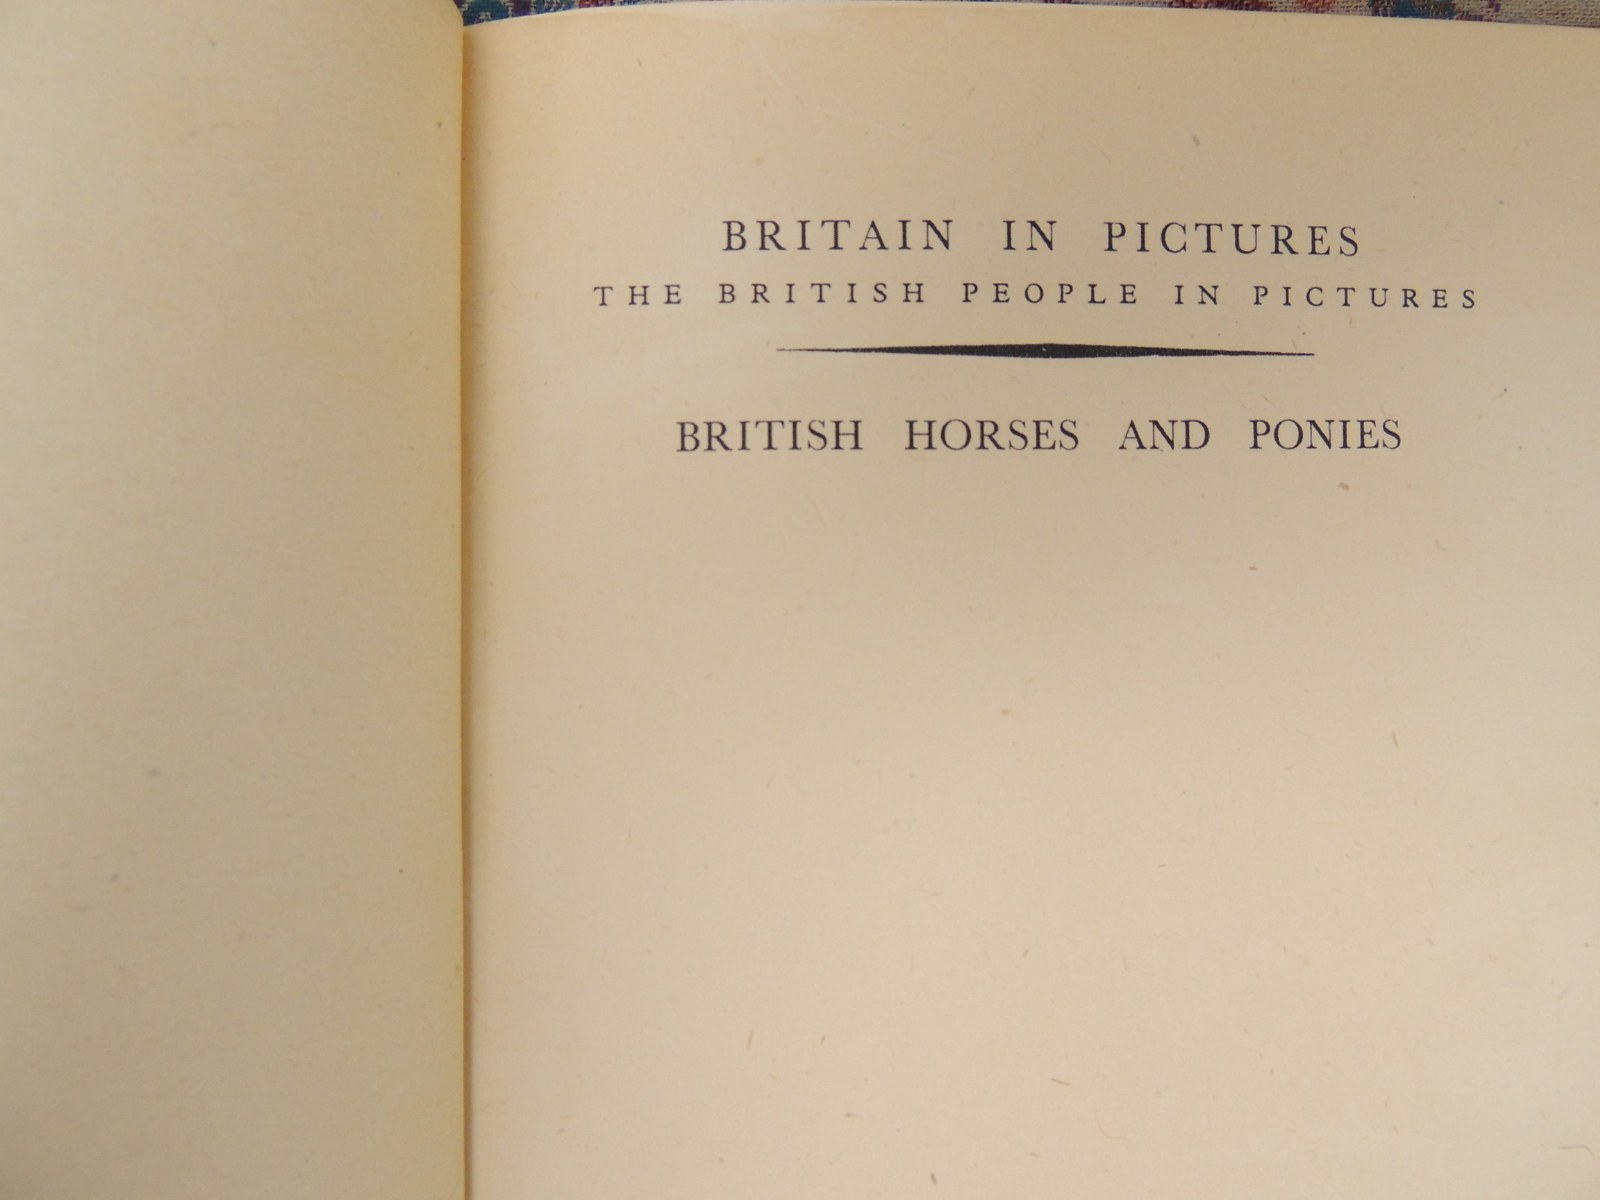 BRITAIN IN PICTURES
THE BRITISH PEOPLE IN PICTURES
BRITISH HORSES AND PONIES